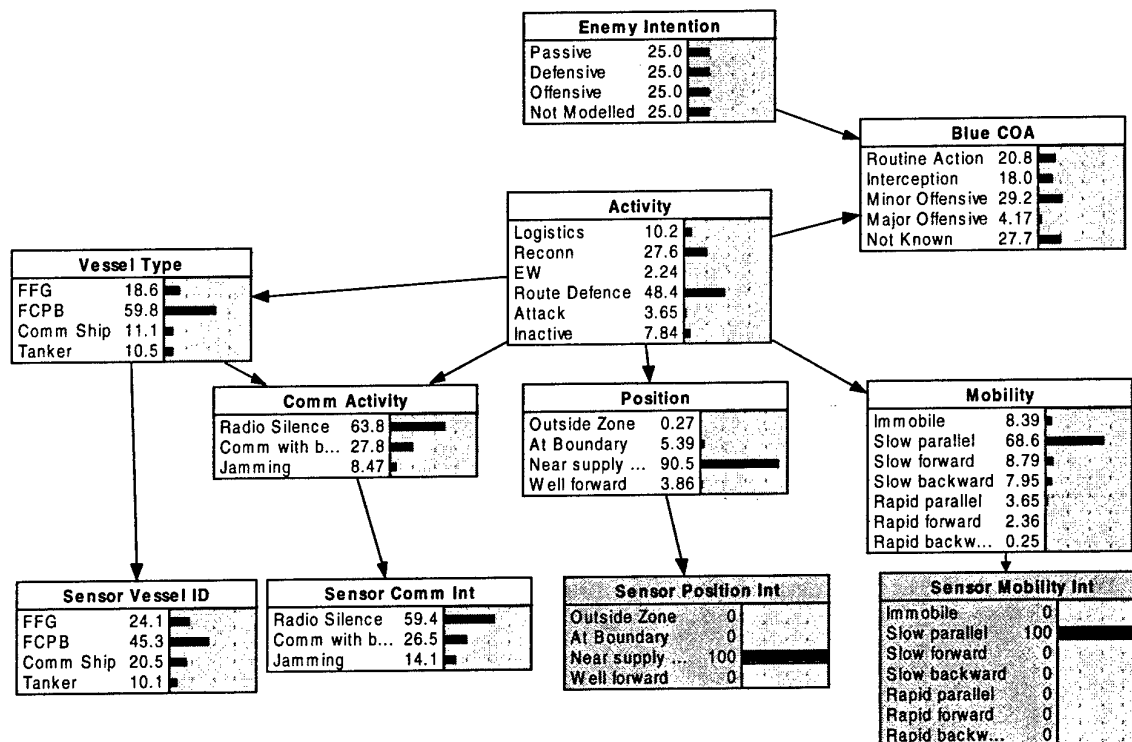 Enemy Intention
Passive 25.0
Defensive 25.0
Offensive 25.0
Not Modelled 25.0
Blue COA
Routine Action 20.8
Interception 18.0
Minor Offensive 29.2
Major Offensive 4.17
Not Known 27.7
Activity
Logistics 10.2
Reconn 27.6
EW 2.24
Route Defence 48.4
Attack 3.65
Inactive 7.84
Vessel Type
FFG 18.6
FCPB 59.8
Comm Ship 11.1
Tanker 10.5
Comm Activity
Radio Silence 63.8
Comm with b... 27.8
Jamming 8.47
Position
Outside Zone 0.27
At Boundary 5.39
Near supply ... 90.5
Well forward 3.86
Mobility
Immobile 8.39
Slow parallel 68.6
Slow forward 8.79
Slow backward 7.95
Rapid parallel 3.65
Rapid forward 2.36
Rapid backw... 0.25
Sensor Vessel ID
FFG 24.1
FCPB 45.3
Comm Ship 20.5
Tanker 10.1
Sensor Comm Int
Radio Silence 59.4
Comm with b... 26.5
Jamming 14.1
Sensor Position Int
Outside Zone 0
At Boundary 0
Near supply ... 100
Well forward 0
Sensor Mobility Int
Immobile 0
Slow parallel 100
Slow forward 0
Slow backward 0
Rapid parallel 0
Rapid forward 0
Rapid backw... 0